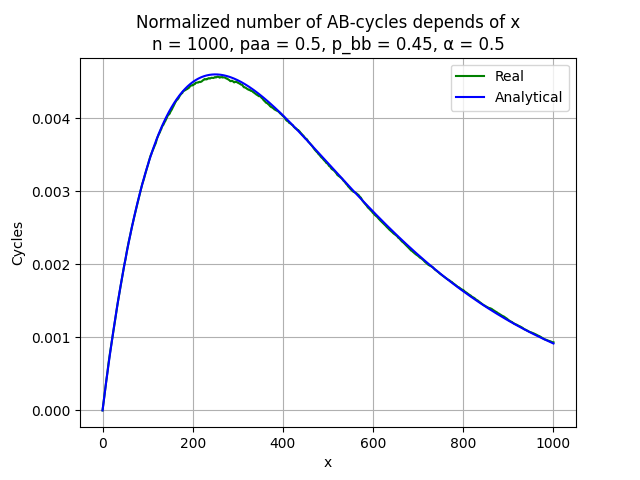 Normalized number of AB-cycles depends of x
n = 1000, paa = 0.5, p_bb = 0.45, α = 0.5
Real
Analytical
0.004
0.003
0.002
0.001
0.000
Cycles
0 200 400 600 800 1000
x